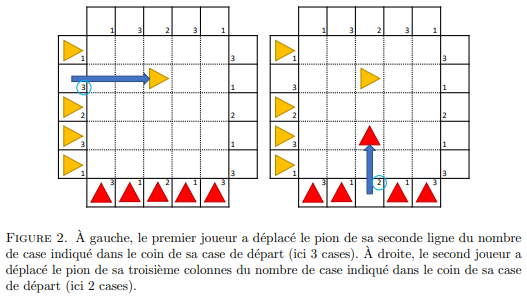 1 3 2 3 1 1 3 2 3 1
1 3 1 3
3 1 3 1
2 2 2 2
3 1 3 1
1 3 1 3
3 1 2 1 3 3 1 2 1 3
FIGURE 2. À gauche, le premier joueur a déplacé le pion de sa seconde ligne du nombre
de case indiqué dans le coin de sa case de départ (ici 3 cases). À droite, le second joueur a
déplacé le pion de sa troisième colonnes du nombre de case indiqué dans le coin de sa case
de départ (ici 2 cases).